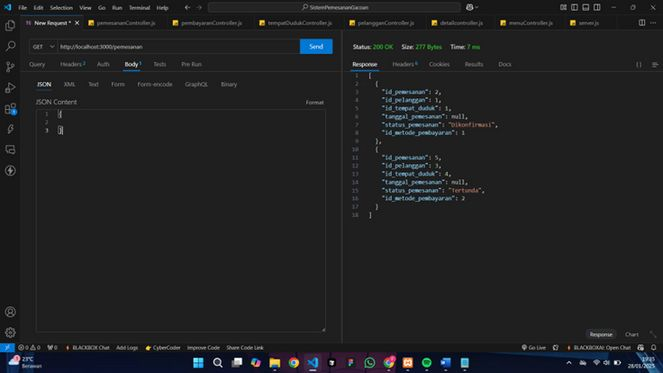 File Edit Selection View Go Run Terminal Help
SistemPemesananGacoan
New Request
pemesananController.js
pembayaranController.js
tempatDudukController.js
pelangganController.js
detailcontroller.js
menuController.js
server.js
GET
http://localhost:3000/pemesanan
Send
Query Headers 2 Auth Body 1 Tests Pre Run
JSON XML Text Form Form-encode GraphQL Binary
JSON Content
Format
1 {
2
3 }
Status: 200 OK Size: 277 Bytes Time: 7 ms
Response Headers 6 Cookies Results Docs
{ }
1 [
2 {
3 "id_pemesanan": 2,
4 "id_pelanggan": 1,
5 "id_tempat_duduk": 1,
6 "tanggal_pemesanan": null,
7 "status_pemesanan": "Dikonfirmasi",
8 "id_metode_pembayaran": 1
9 },
10 {
11 "id_pemesanan": 5,
12 "id_pelanggan": 3,
13 "id_tempat_duduk": 4,
14 "tanggal_pemesanan": null,
15 "status_pemesanan": "Tertunda",
16 "id_metode_pembayaran": 2
17 }
18 ]
Response Chart
0 0 0 BLACKBOX Chat Add Logs CyberCoder Improve Code Share Code Link
Go Live BLACKBOXAI: Open Chat
23°C
Berawan
19:35
28/01/2025